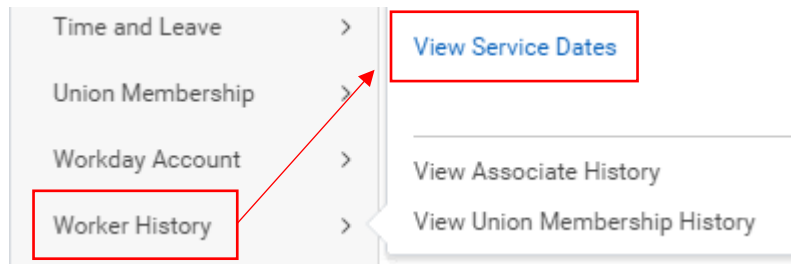 Time and Leave >
Union Membership >
Workday Account >
Worker History >
View Service Dates
View Associate History
View Union Membership History